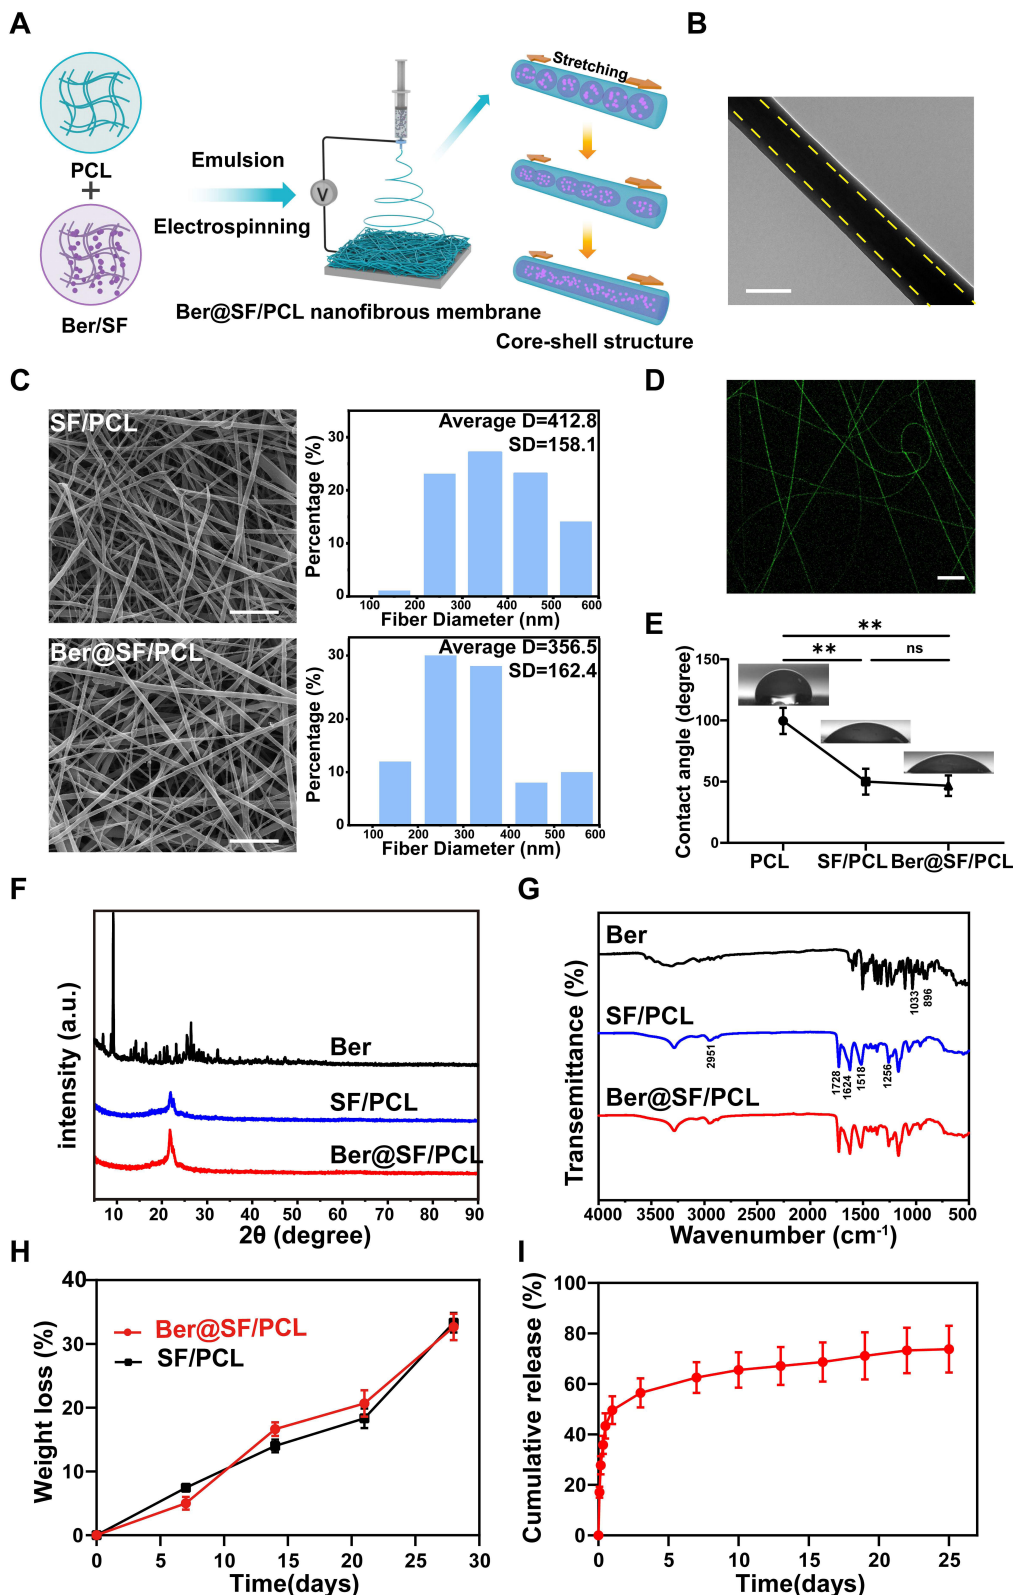 A
PCL
+
Ber/SF
Emulsion
Electrospinning
V
Ber@SF/PCL nanofibrous membrane
Stretching
Core-shell structure
B
C
SF/PCL
Average D=412.8
SD=158.1
Percentage (%)
30
20
10
0
100 200 300 400 500 600
Fiber Diameter (nm)
Ber@SF/PCL
Average D=356.5
SD=162.4
Percentage (%)
30
20
10
0
100 200 300 400 500 600
Fiber Diameter (nm)
D
E
**
** ns
Contact angle (degree)
150
100
50
0
PCL SF/PCL Ber@SF/PCL
F
intensity (a.u.)
Ber
SF/PCL
Ber@SF/PCL
10 20 30 40 50 60 70 80 90
2θ (degree)
G
Transemittance (%)
Ber
1033 896
SF/PCL
2951 1728 1624 1518 1256
Ber@SF/PCL
4000 3500 3000 2500 2000 1500 1000 500
Wavenumber (cm⁻¹)
H
Weight loss (%)
40
30
20
10
0
Ber@SF/PCL
SF/PCL
0 5 10 15 20 25 30
Time(days)
I
Cumulative release (%)
100
80
60
40
20
0
0 5 10 15 20 25
Time(days)